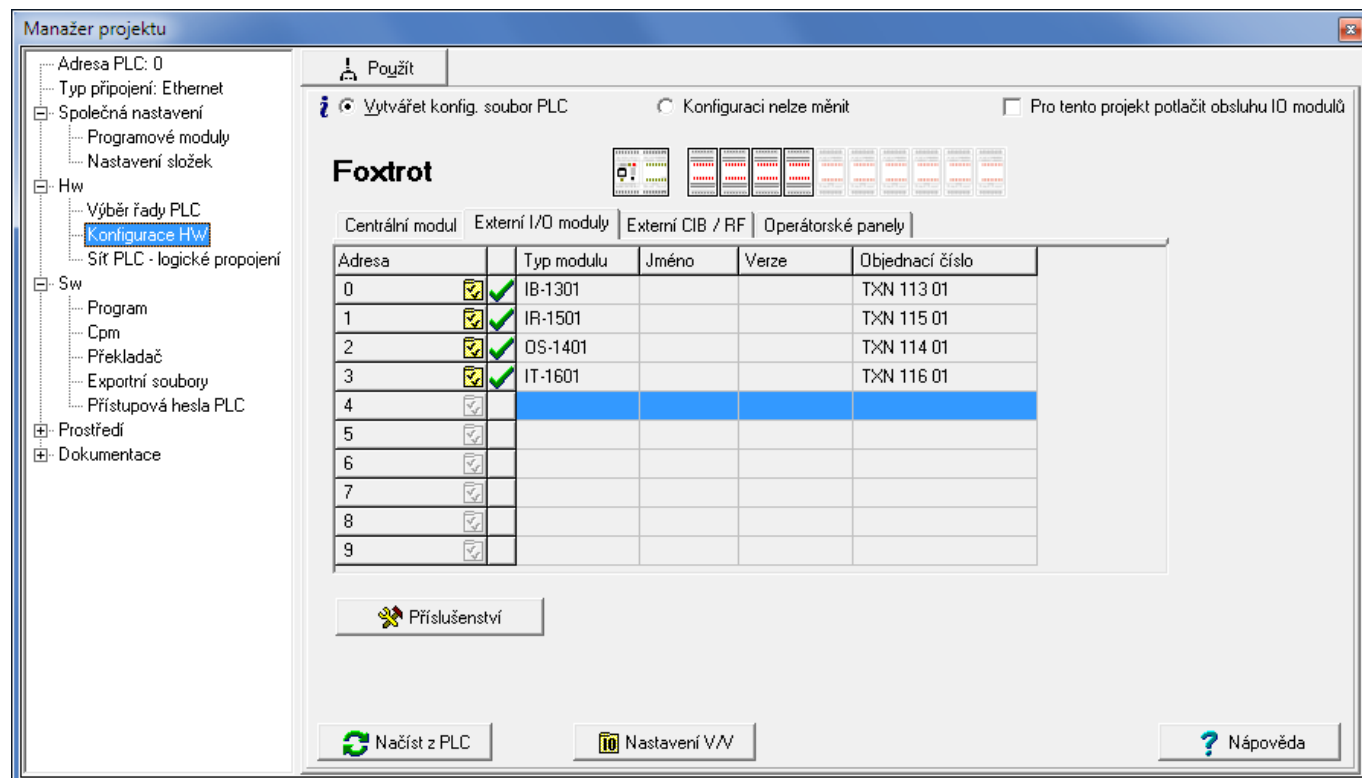 Manažer projektu
Adresa PLC: 0
Typ připojení: Ethernet
Společná nastavení
Programové moduly
Nastavení složek
Hw
Výběr řady PLC
Konfigurace HW
Síť PLC - logické propojení
Sw
Program
Cpm
Překladač
Exportní soubory
Přístupová hesla PLC
Prostředí
Dokumentace
Použít
Vytvářet konfig. soubor PLC Konfiguraci nelze měnit Pro tento projekt potlačit obsluhu IO modulů
Foxtrot
Centrální modul Externí I/O moduly Externí CIB / RF Operátorské panely
Adresa Typ modulu Jméno Verze Objednací číslo
0 IB-1301 TXN 113 01
1 IR-1501 TXN 115 01
2 OS-1401 TXN 114 01
3 IT-1601 TXN 116 01
4
5
6
7
8
9
Příslušenství
Načíst z PLC IO Nastavení V/V ? Nápověda